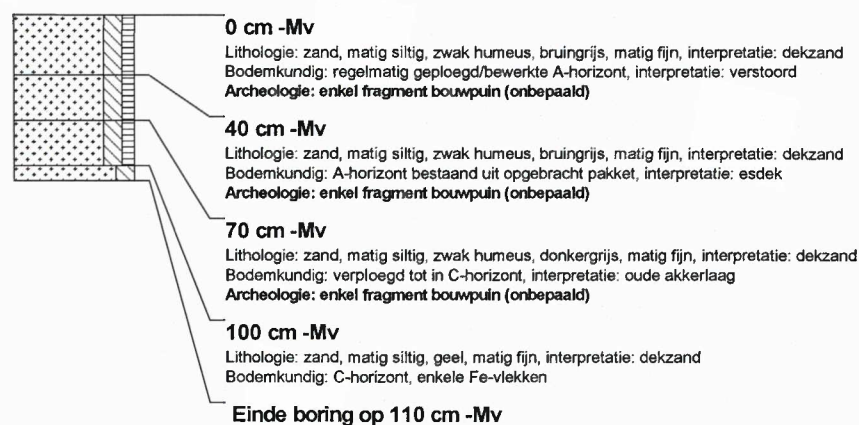 0 cm -Mv
Lithologie: zand, matig siltig, zwak humeus, bruingrijs, matig fijn, interpretatie: dekzand
Bodemkundig: regelmatig geploegd/bewerkte A-horizont, interpretatie: verstoord
Archeologie: enkel fragment bouwpuin (onbepaald)
40 cm -Mv
Lithologie: zand, matig siltig, zwak humeus, bruingrijs, matig fijn, interpretatie: dekzand
Bodemkundig: A-horizont bestaand uit opgebracht pakket, interpretatie: esdek
Archeologie: enkel fragment bouwpuin (onbepaald)
70 cm -Mv
Lithologie: zand, matig siltig, zwak humeus, donkergrijs, matig fijn, interpretatie: dekzand
Bodemkundig: verploegd tot in C-horizont, interpretatie: oude akkerlaag
Archeologie: enkel fragment bouwpuin (onbepaald)
100 cm -Mv
Lithologie: zand, matig siltig, geel, matig fijn, interpretatie: dekzand
Bodemkundig: C-horizont, enkele Fe-vlekken
Einde boring op 110 cm -Mv